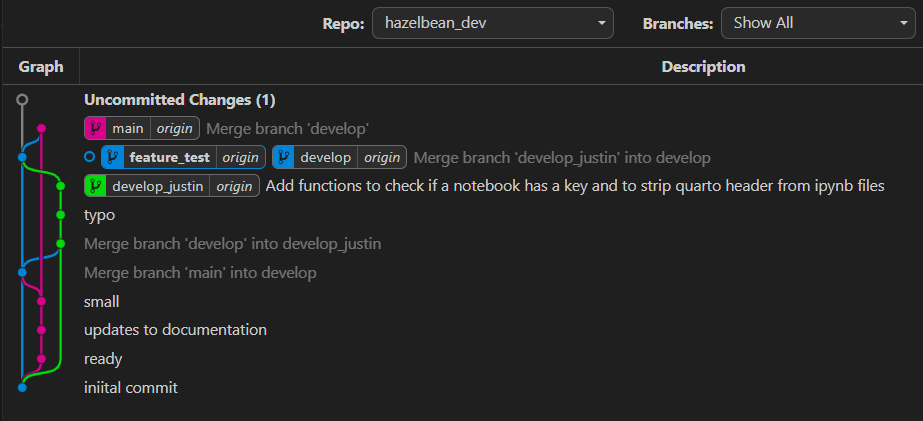 Repo: hazelbean_dev Branches: Show All
Graph Description
Uncommitted Changes (1)
main origin Merge branch 'develop'
feature_test origin develop origin Merge branch 'develop_justin' into develop
develop_justin origin Add functions to check if a notebook has a key and to strip quarto header from ipynb files
typo
Merge branch 'develop' into develop_justin
Merge branch 'main' into develop
small
updates to documentation
ready
iniital commit